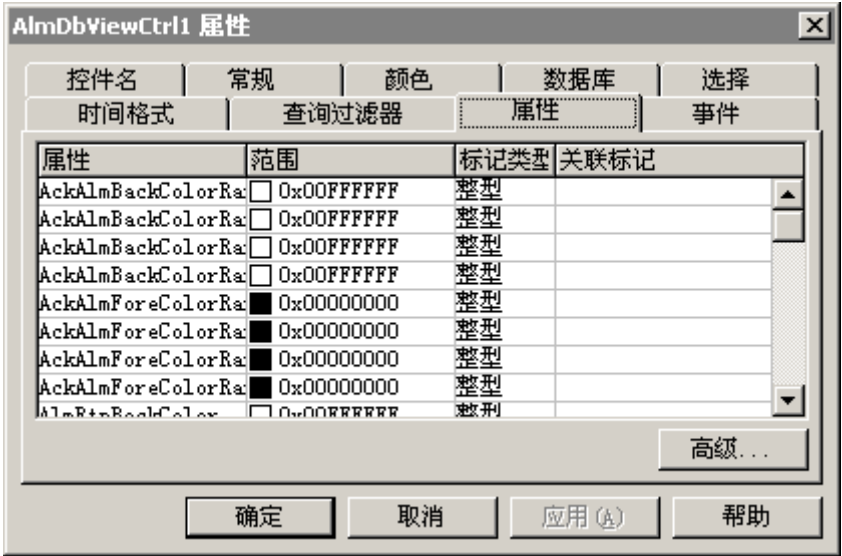 AlmDbViewCtrl1 属性
控件名 常规 颜色 数据库 选择
时间格式 查询过滤器 属性 事件
属性 范围 标记类型 关联标记
AckAlmBackColorRa 0x00FFFFFF 整型
AckAlmBackColorRa 0x00FFFFFF 整型
AckAlmBackColorRa 0x00FFFFFF 整型
AckAlmBackColorRa 0x00FFFFFF 整型
AckAlmForeColorRa 0x00000000 整型
AckAlmForeColorRa 0x00000000 整型
AckAlmForeColorRa 0x00000000 整型
AckAlmForeColorRa 0x00000000 整型
AlmRtnBackColor 0x00FFFFFF 整型
高级...
确定 取消 应用(A) 帮助